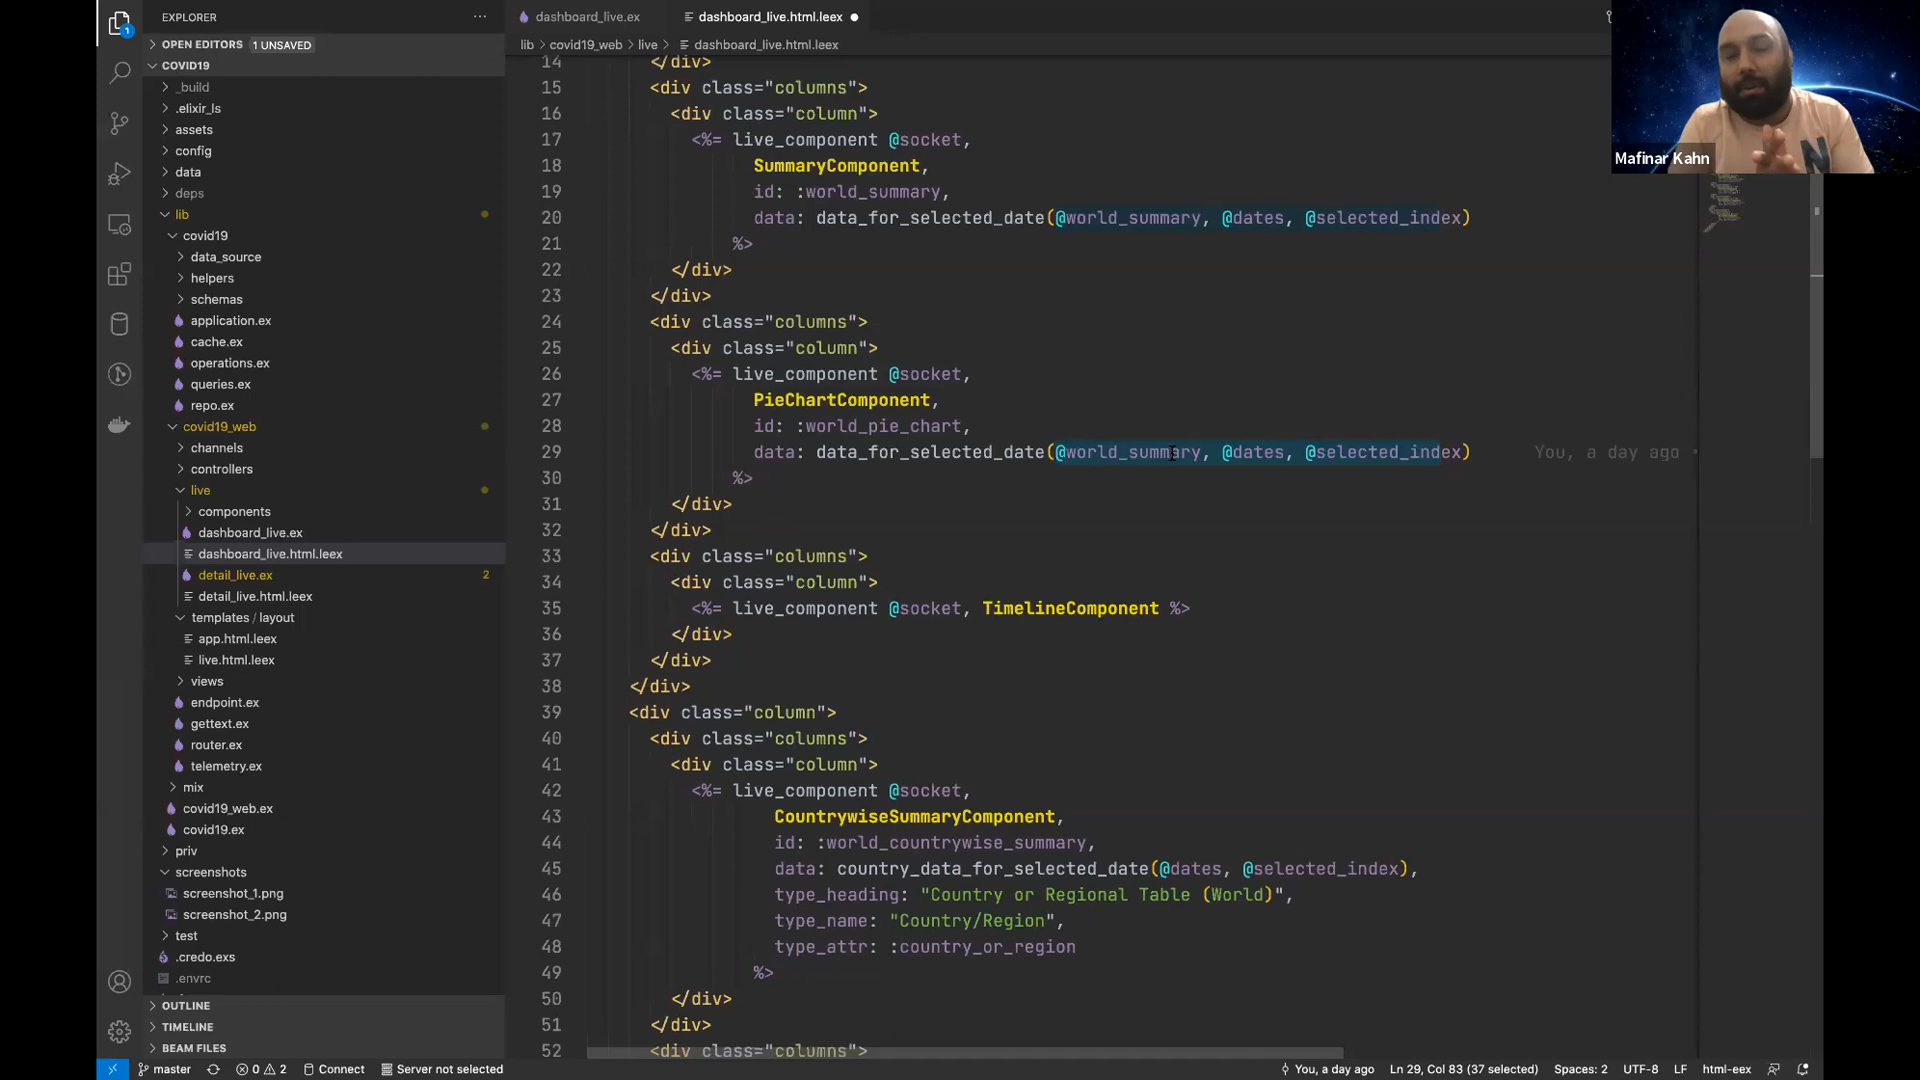 EXPLORER
OPEN EDITORS 1 UNSAVED
COVID19
_build
.elixir_ls
assets
config
data
deps
lib
covid19
data_source
helpers
schemas
application.ex
cache.ex
operations.ex
queries.ex
repo.ex
covid19_web
channels
controllers
live
components
dashboard_live.ex
dashboard_live.html.leex
detail_live.ex 2
detail_live.html.leex
templates / layout
app.html.leex
live.html.leex
views
endpoint.ex
gettext.ex
router.ex
telemetry.ex
mix
covid19_web.ex
covid19.ex
priv
screenshots
screenshot_1.png
screenshot_2.png
test
.credo.exs
.envrc
OUTLINE
TIMELINE
BEAM FILES
dashboard_live.ex dashboard_live.html.leex
lib > covid19_web > live > dashboard_live.html.leex
14 </div>
15 <div class="columns">
16 <div class="column">
17 <%= live_component @socket,
18 SummaryComponent,
19 id: :world_summary,
20 data: data_for_selected_date(@world_summary, @dates, @selected_index)
21 %>
22 </div>
23 </div>
24 <div class="columns">
25 <div class="column">
26 <%= live_component @socket,
27 PieChartComponent,
28 id: :world_pie_chart,
29 data: data_for_selected_date(@world_summary, @dates, @selected_index) You, a day ago •
30 %>
31 </div>
32 </div>
33 <div class="columns">
34 <div class="column">
35 <%= live_component @socket, TimelineComponent %>
36 </div>
37 </div>
38 </div>
39 <div class="column">
40 <div class="columns">
41 <div class="column">
42 <%= live_component @socket,
43 CountrywiseSummaryComponent,
44 id: :world_countrywise_summary,
45 data: country_data_for_selected_date(@dates, @selected_index),
46 type_heading: "Country or Regional Table (World)",
47 type_name: "Country/Region",
48 type_attr: :country_or_region
49 %>
50 </div>
51 </div>
52 <div class="columns">
Mafinar Kahn
1
master 0 2 Connect Server not selected You, a day ago Ln 29, Col 83 (37 selected) Spaces: 2 UTF-8 LF html-eex